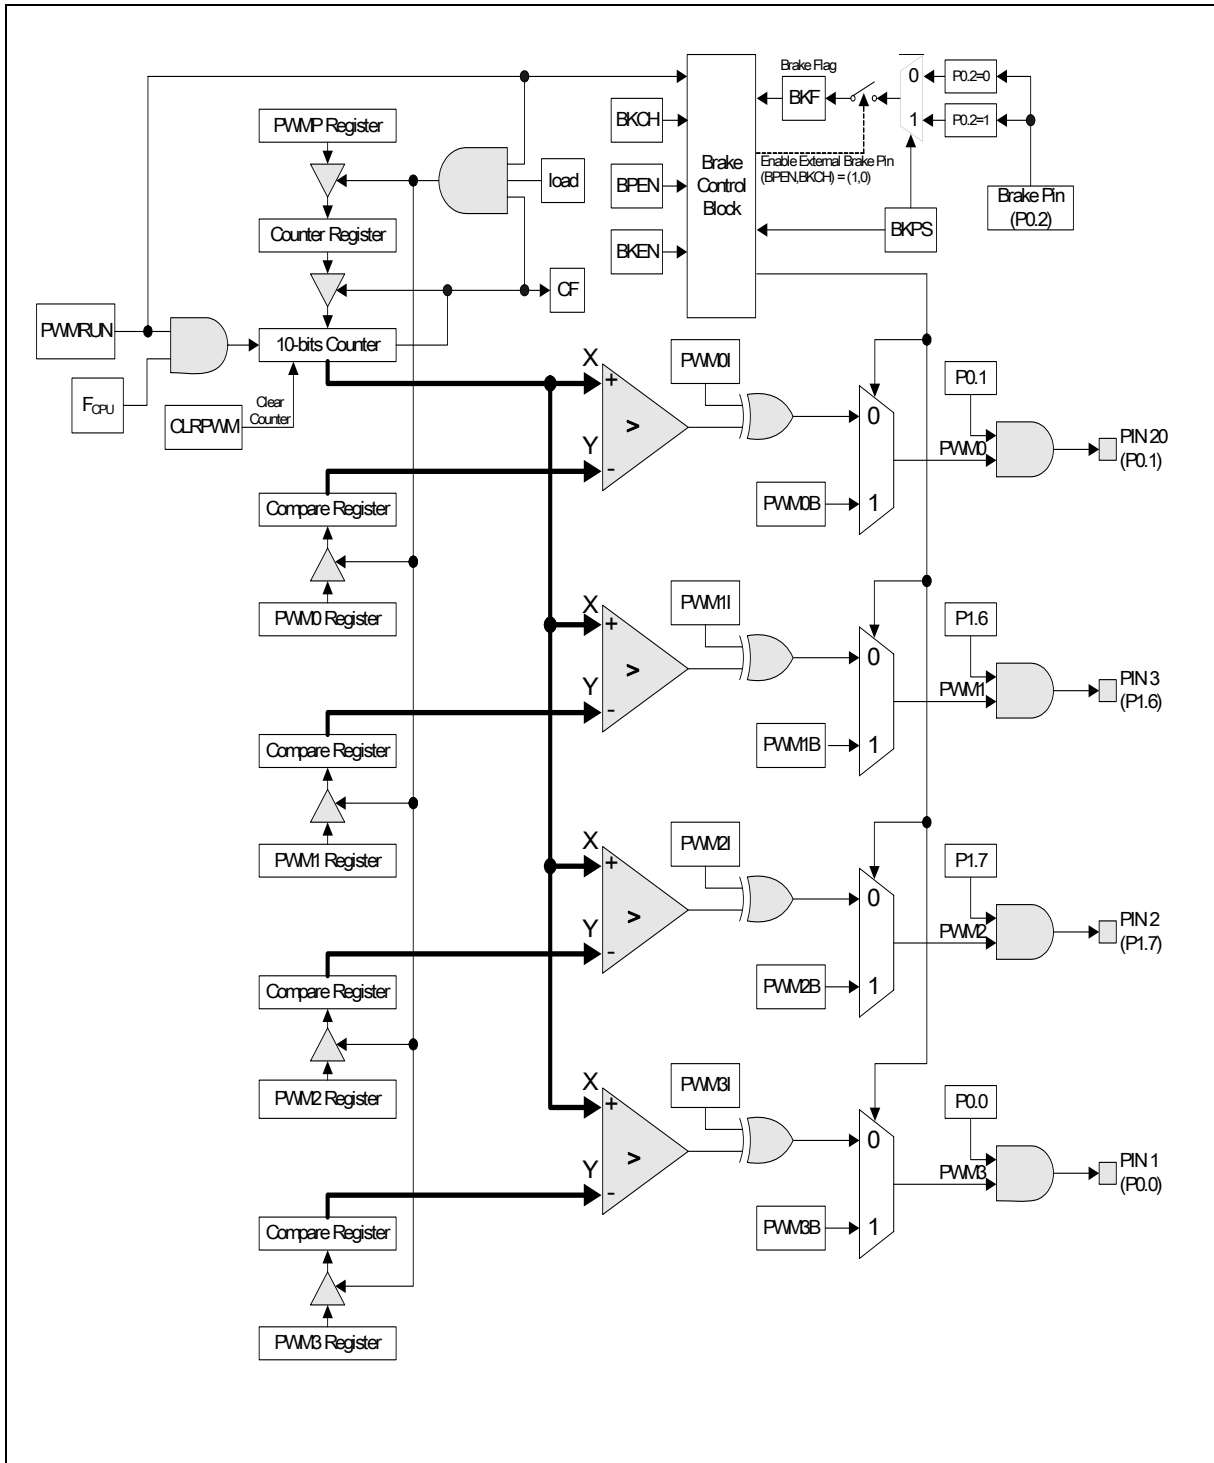 Brake Flag
0
P0.2=0
PWMP Register
BKCH
BKF
1
P0.2=1
load
Brake
Control
Block
Enable External Brake Pin
(BPEN,BKCH) = (1,0)
BPEN
Brake Pin
(P0.2)
Counter Register
BKEN
BKPS
CF
PWMRUN
10-bits Counter
FCPU
CLRPWM
Clear
Counter
X
+
>
Y
-
PWM0I
0
PWM0B
1
P0.1
PWM0
PIN 20
(P0.1)
Compare Register
PWM0 Register
X
+
>
Y
-
PWM1I
0
PWM1B
1
P1.6
PWM1
PIN 3
(P1.6)
Compare Register
PWM1 Register
X
+
>
Y
-
PWM2I
0
PWM2B
1
P1.7
PWM2
PIN 2
(P1.7)
Compare Register
PWM2 Register
X
+
>
Y
-
PWM3I
0
PWM3B
1
P0.0
PWM3
PIN 1
(P0.0)
Compare Register
PWM3 Register